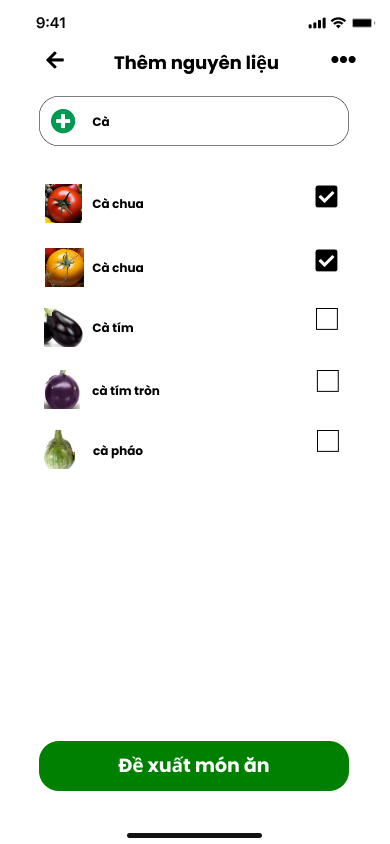 9:41
Thêm nguyên liệu
Cà
Cà chua
Cà chua
Cà tím
cà tím tròn
cà pháo
Đề xuất món ăn